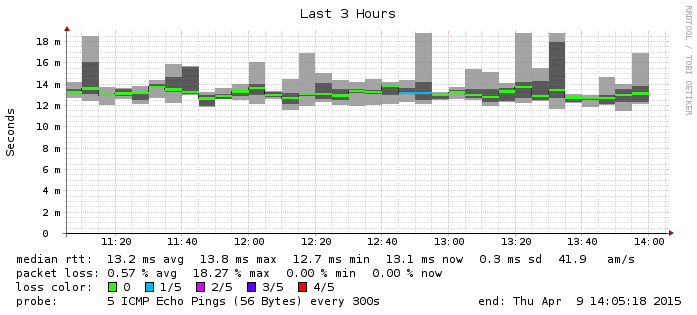 Last 3 Hours
RRDTOOL / TOBI OETIKER
Seconds
18 m
16 m
14 m
12 m
10 m
8 m
6 m
4 m
2 m
0
11:20 11:40 12:00 12:20 12:40 13:00 13:20 13:40 14:00
median rtt: 13.2 ms avg 13.8 ms max 12.7 ms min 13.1 ms now 0.3 ms sd 41.9 am/s
packet loss: 0.57 % avg 18.27 % max 0.00 % min 0.00 % now
loss color: 0 1/5 2/5 3/5 4/5
probe: 5 ICMP Echo Pings (56 Bytes) every 300s end: Thu Apr 9 14:05:18 2015